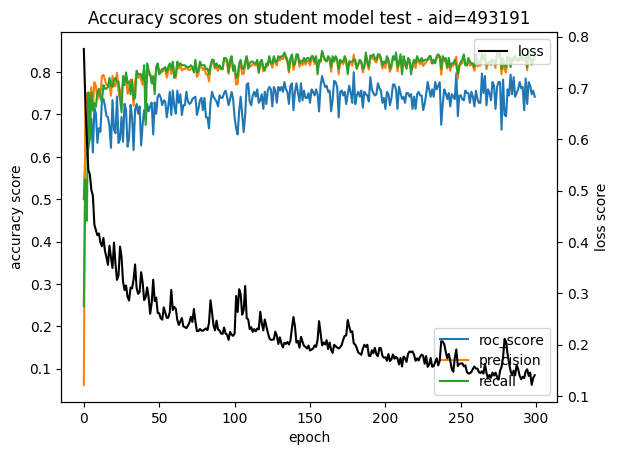 Accuracy scores on student model test - aid=493191
loss
accuracy score
0.8
0.7
0.6
0.5
0.4
0.3
0.2
0.1
0.8
0.7
0.6
0.5
0.4
0.3
0.2
0.1
loss score
roc_score
precision
recall
0
50
100
150
200
250
300
epoch